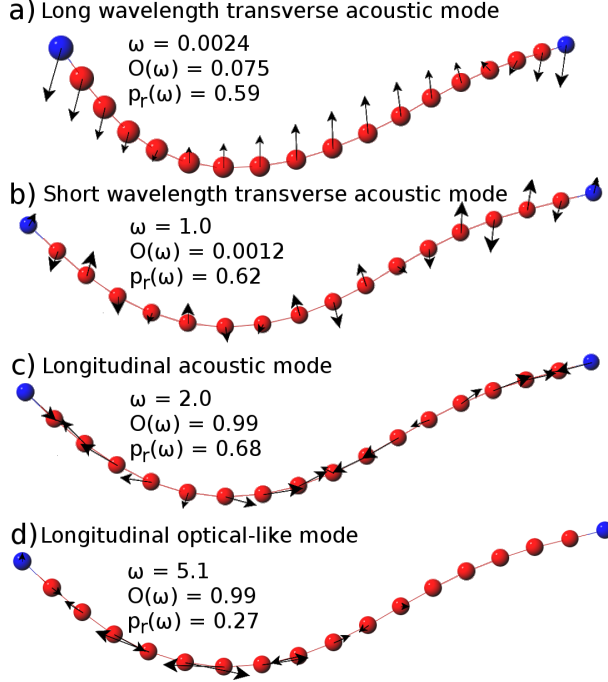 a) Long wavelength transverse acoustic mode
ω = 0.0024
O(ω) = 0.075
pr(ω) = 0.59
b) Short wavelength transverse acoustic mode
ω = 1.0
O(ω) = 0.0012
pr(ω) = 0.62
c) Longitudinal acoustic mode
ω = 2.0
O(ω) = 0.99
pr(ω) = 0.68
d) Longitudinal optical-like mode
ω = 5.1
O(ω) = 0.99
pr(ω) = 0.27